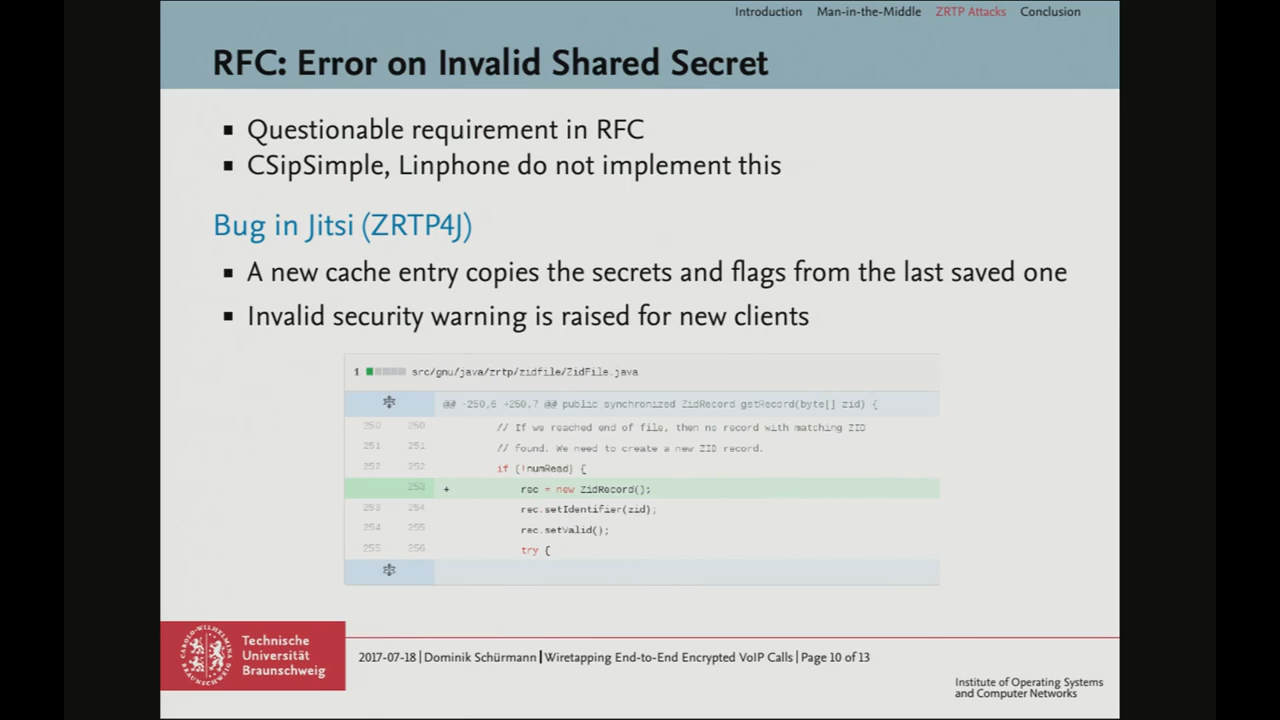 Introduction Man-in-the-Middle ZRTP Attacks Conclusion
RFC: Error on Invalid Shared Secret
▪ Questionable requirement in RFC
▪ CSipSimple, Linphone do not implement this
Bug in Jitsi (ZRTP4J)
▪ A new cache entry copies the secrets and flags from the last saved one
▪ Invalid security warning is raised for new clients
1 src/gnu/java/zrtp/zidfile/ZidFile.java
@@ -250,6 +250,7 @@ public synchronized ZidRecord getRecord(byte[] zid) {
250 250 // If we reached end of file, then no record with matching ZID
251 251 // found. We need to create a new ZID record.
252 252 if (!numRead) {
253 + rec = new ZidRecord();
253 254 rec.setIdentifier(zid);
254 255 rec.setValid();
255 256 try {
CAROLO-WILHELMINA
BRAUNSCHWEIG
Technische
Universität
Braunschweig
2017-07-18 | Dominik Schürmann | Wiretapping End-to-End Encrypted VoIP Calls | Page 10 of 13
Institute of Operating Systems
and Computer Networks